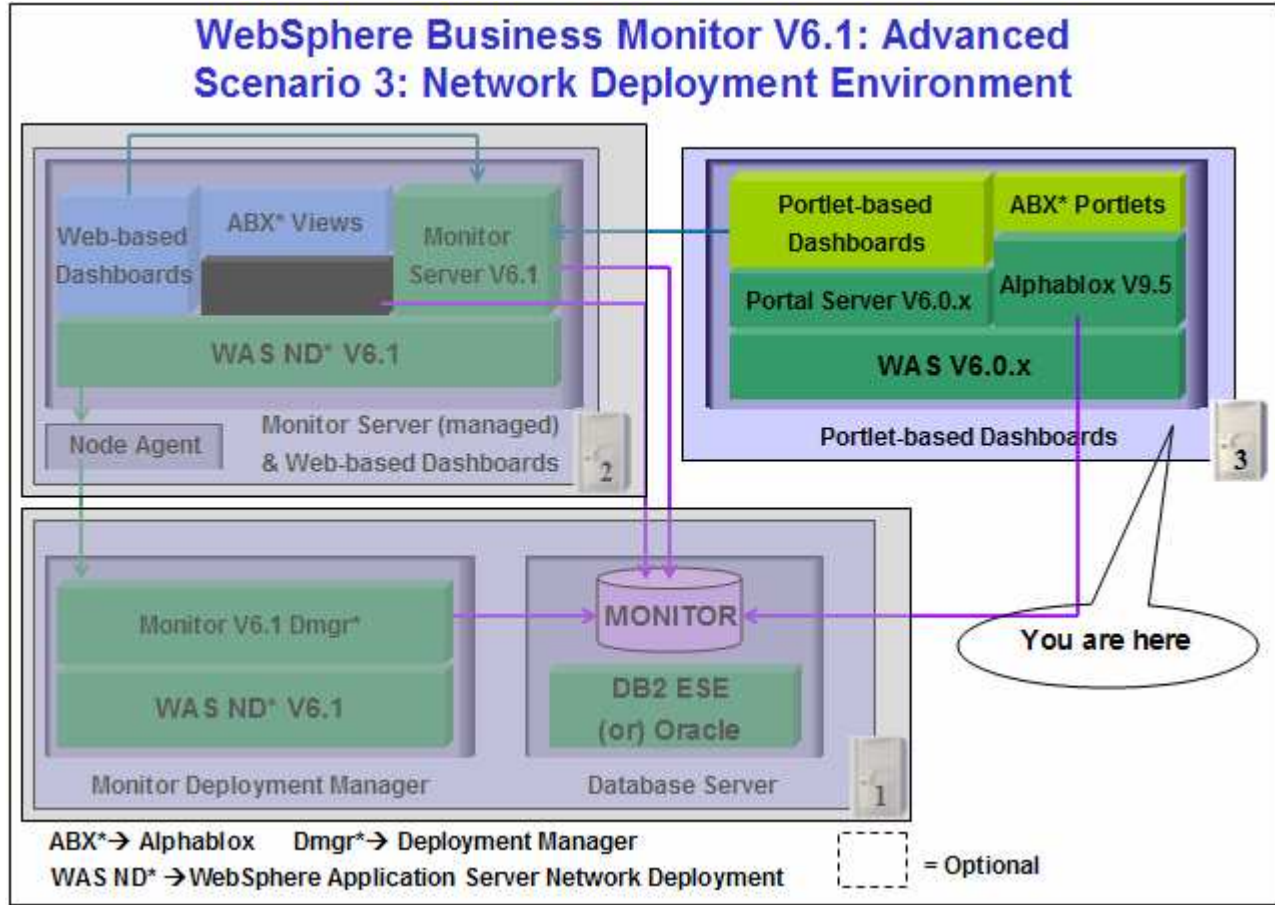 WebSphere Business Monitor V6.1: Advanced
Scenario 3: Network Deployment Environment
Web-based
Dashboards
ABX* Views
Monitor
Server V6.1
WAS ND* V6.1
Node Agent
Monitor Server (managed)
& Web-based Dashboards
2
Portlet-based
Dashboards
ABX* Portlets
Portal Server V6.0.x
Alphablox V9.5
WAS V6.0.x
Portlet-based Dashboards
3
You are here
Monitor V6.1 Dmgr*
WAS ND* V6.1
Monitor Deployment Manager
MONITOR
DB2 ESE
(or) Oracle
Database Server
1
ABX*→ Alphablox Dmgr*→ Deployment Manager
WAS ND* →WebSphere Application Server Network Deployment
= Optional